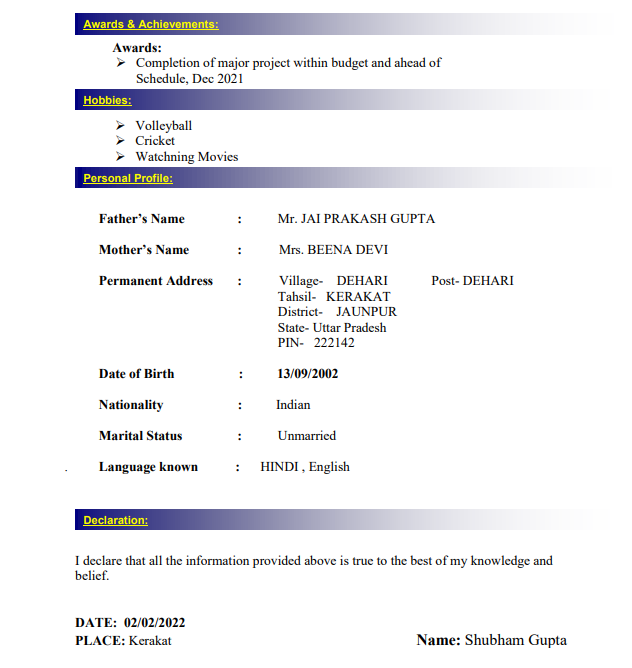 Awards & Achievements:
Awards:
➢ Completion of major project within budget and ahead of
Schedule, Dec 2021
Hobbies:
➢ Volleyball
➢ Cricket
➢ Watchning Movies
Personal Profile:
Father's Name : Mr. JAI PRAKASH GUPTA
Mother's Name : Mrs. BEENA DEVI
Permanent Address : Village- DEHARI Post- DEHARI
Tahsil- KERAKAT
District- JAUNPUR
State- Uttar Pradesh
PIN- 222142
Date of Birth : 13/09/2002
Nationality : Indian
Marital Status : Unmarried
. Language known : HINDI , English
Declaration:
I declare that all the information provided above is true to the best of my knowledge and
belief.
DATE: 02/02/2022
PLACE: Kerakat Name: Shubham Gupta